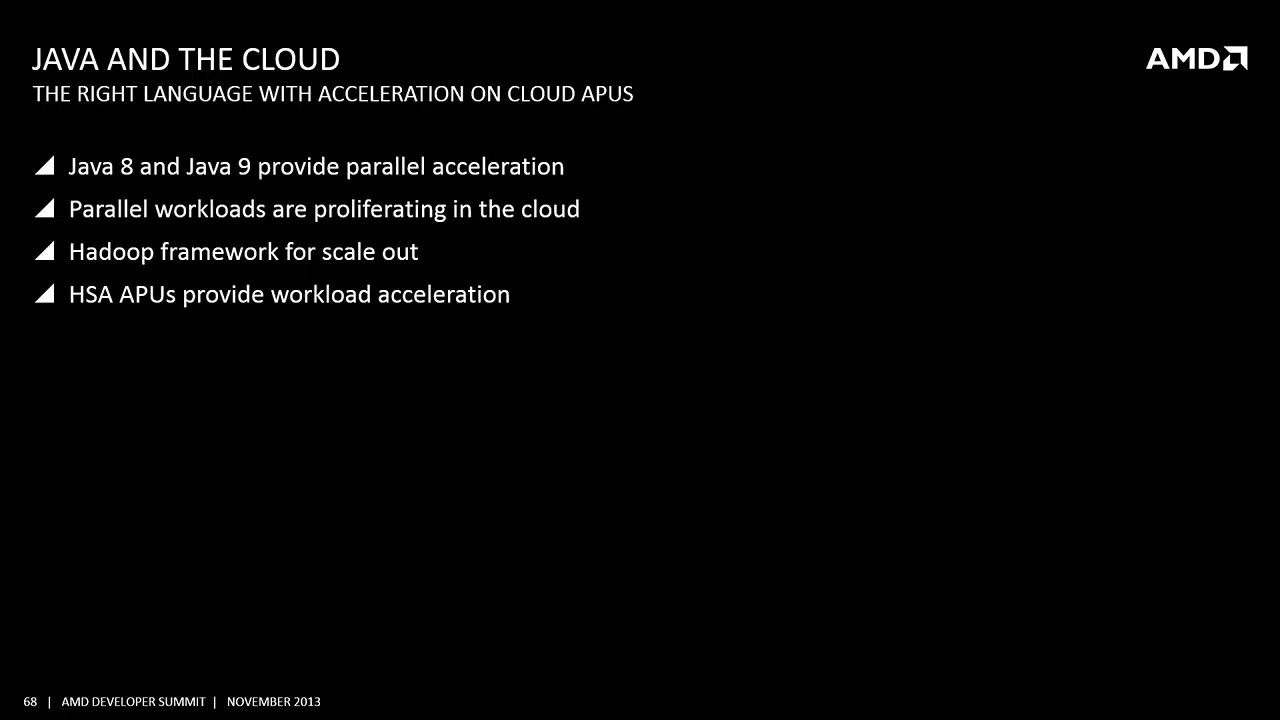 JAVA AND THE CLOUD
AMD
THE RIGHT LANGUAGE WITH ACCELERATION ON CLOUD APUS
Java 8 and Java 9 provide parallel acceleration
Parallel workloads are proliferating in the cloud
Hadoop framework for scale out
HSA APUs provide workload acceleration
68 | AMD DEVELOPER SUMMIT | NOVEMBER 2013